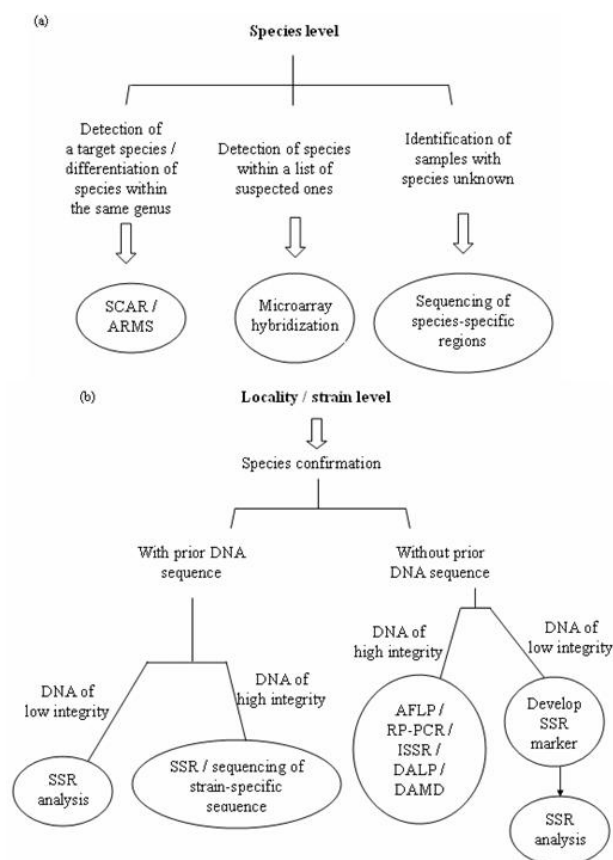 (a)
Species level
Detection of
a target species /
differentiation of
species within
the same genus
Detection of species
within a list of
suspected ones
Identification of
samples with
species unknown
SCAR /
ARMS
Microarray
hybridization
Sequencing of
species-specific
regions
(b)
Locality / strain level
Species confirmation
With prior DNA
sequence
Without prior
DNA sequence
DNA of
low integrity
DNA of
high integrity
DNA of
high integrity
DNA of
low integrity
SSR
analysis
SSR / sequencing of
strain-specific
sequence
AFLP /
RP-PCR /
ISSR /
DALP /
DAMD
Develop
SSR
marker
SSR
analysis